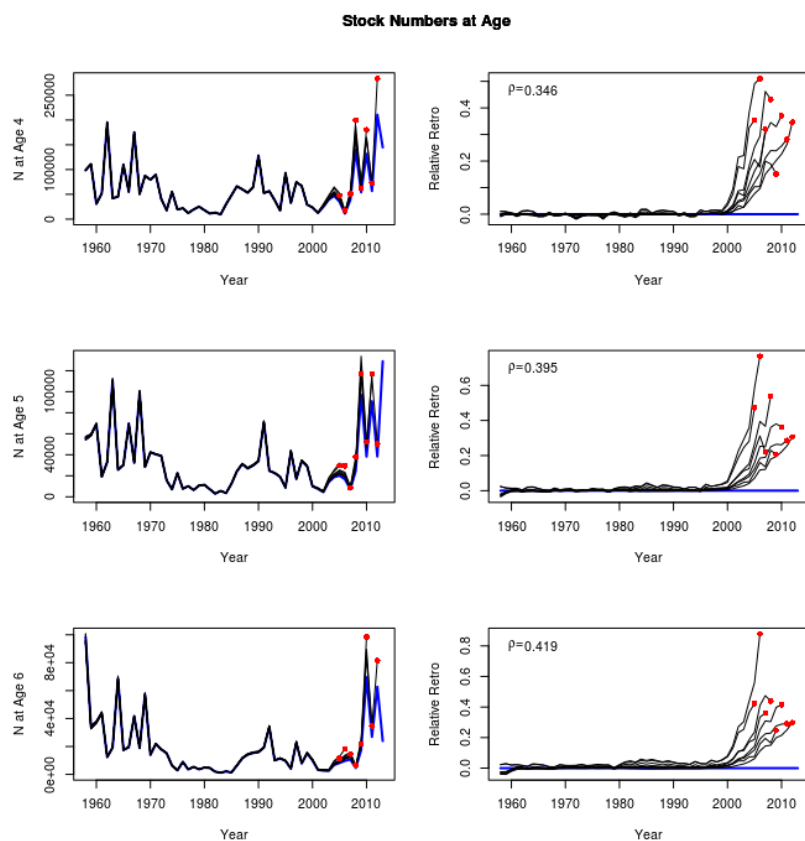 Stock Numbers at Age
N at Age 4
0
100000
250000
1960
1970
1980
1990
2000
2010
Year
Relative Retro
0.0
0.2
0.4
ρ=0.346
1960
1970
1980
1990
2000
2010
Year
N at Age 5
0
40000
100000
1960
1970
1980
1990
2000
2010
Year
Relative Retro
0.0
0.2
0.4
0.6
ρ=0.395
1960
1970
1980
1990
2000
2010
Year
N at Age 6
0e+00
4e+04
8e+04
1960
1970
1980
1990
2000
2010
Year
Relative Retro
0.0
0.2
0.4
0.6
0.8
ρ=0.419
1960
1970
1980
1990
2000
2010
Year